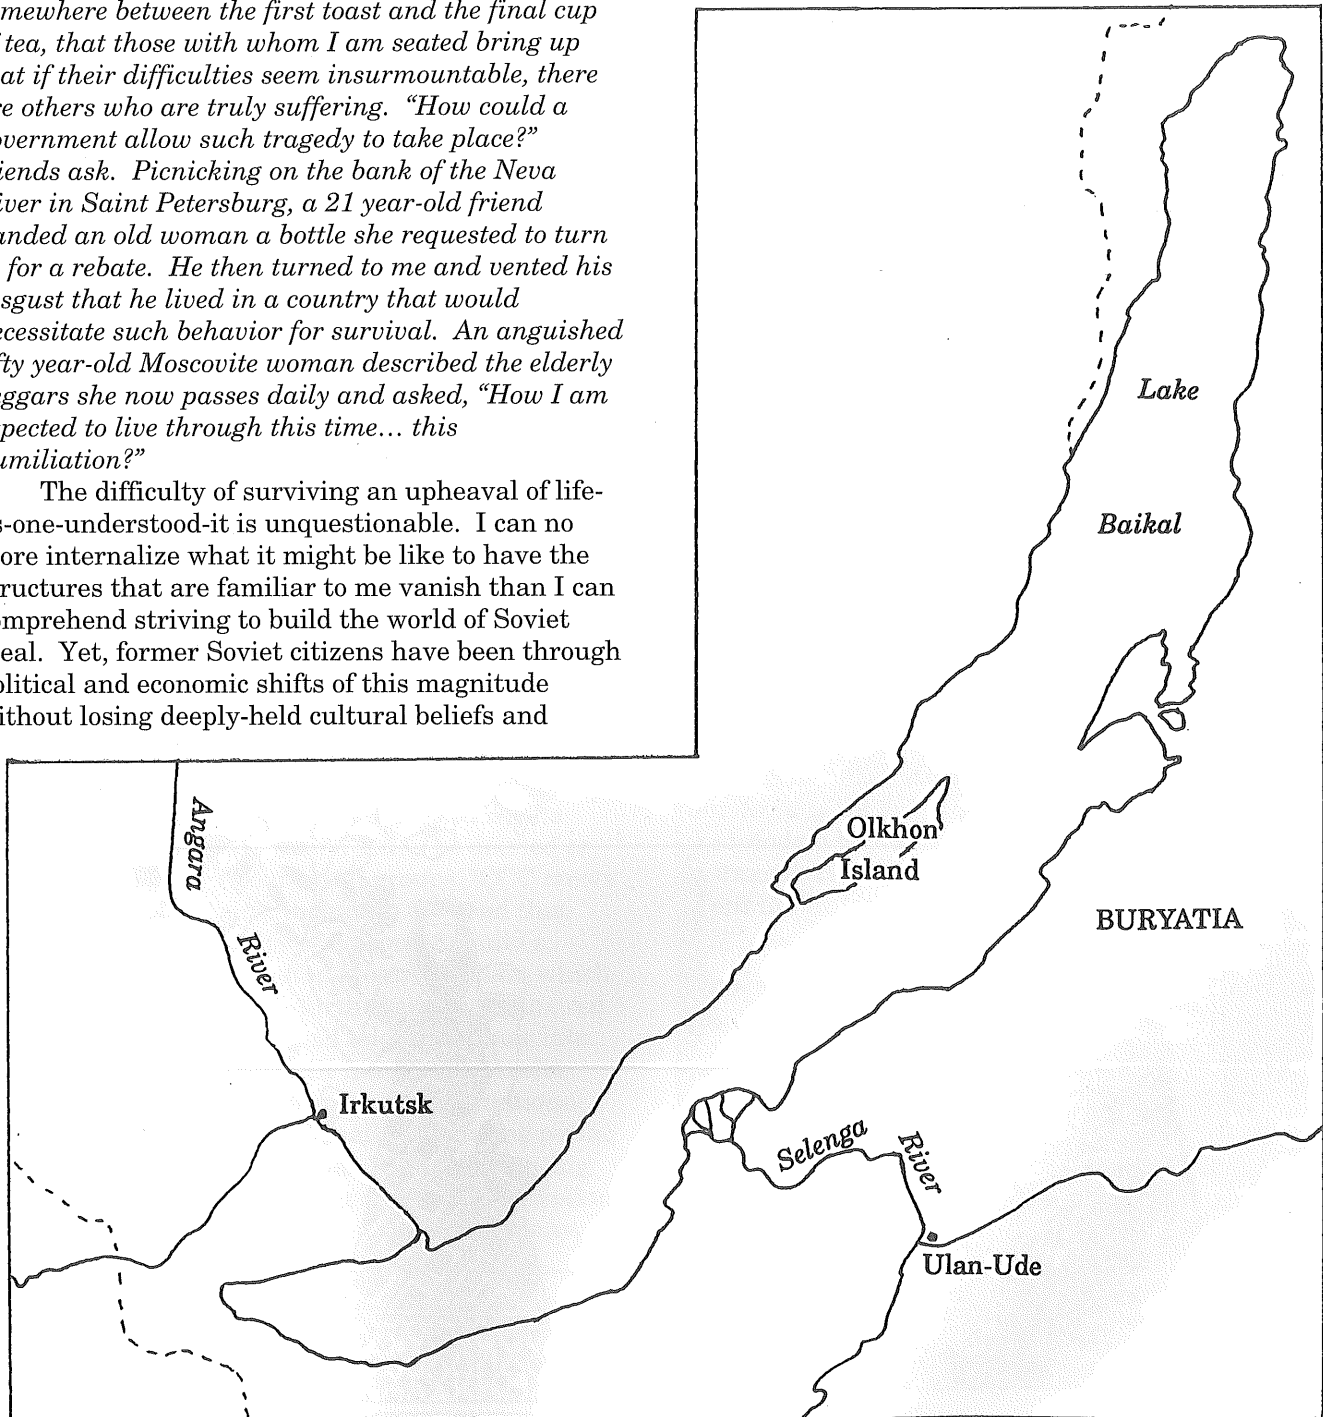 mewhere between the first toast and the final cup
tea, that those with whom I am seated bring up
at if their difficulties seem insurmountable, there
e others who are truly suffering. “How could a
overnment allow such tragedy to take place?”
iends ask. Picnicking on the bank of the Neva
iver in Saint Petersburg, a 21 year-old friend
anded an old woman a bottle she requested to turn
for a rebate. He then turned to me and vented his
sgust that he lived in a country that would
ecessitate such behavior for survival. An anguished
fty year-old Moscovite woman described the elderly
ggars she now passes daily and asked, “How I am
pected to live through this time... this
umiliation?”
The difficulty of surviving an upheaval of life-
s-one-understood-it is unquestionable. I can no
ore internalize what it might be like to have the
ructures that are familiar to me vanish than I can
omprehend striving to build the world of Soviet
eal. Yet, former Soviet citizens have been through
olitical and economic shifts of this magnitude
ithout losing deeply-held cultural beliefs and
Lake
Baikal
Angara
River
Olkhon
Island
BURYATIA
Irkutsk
Selenga
River
Ulan-Ude